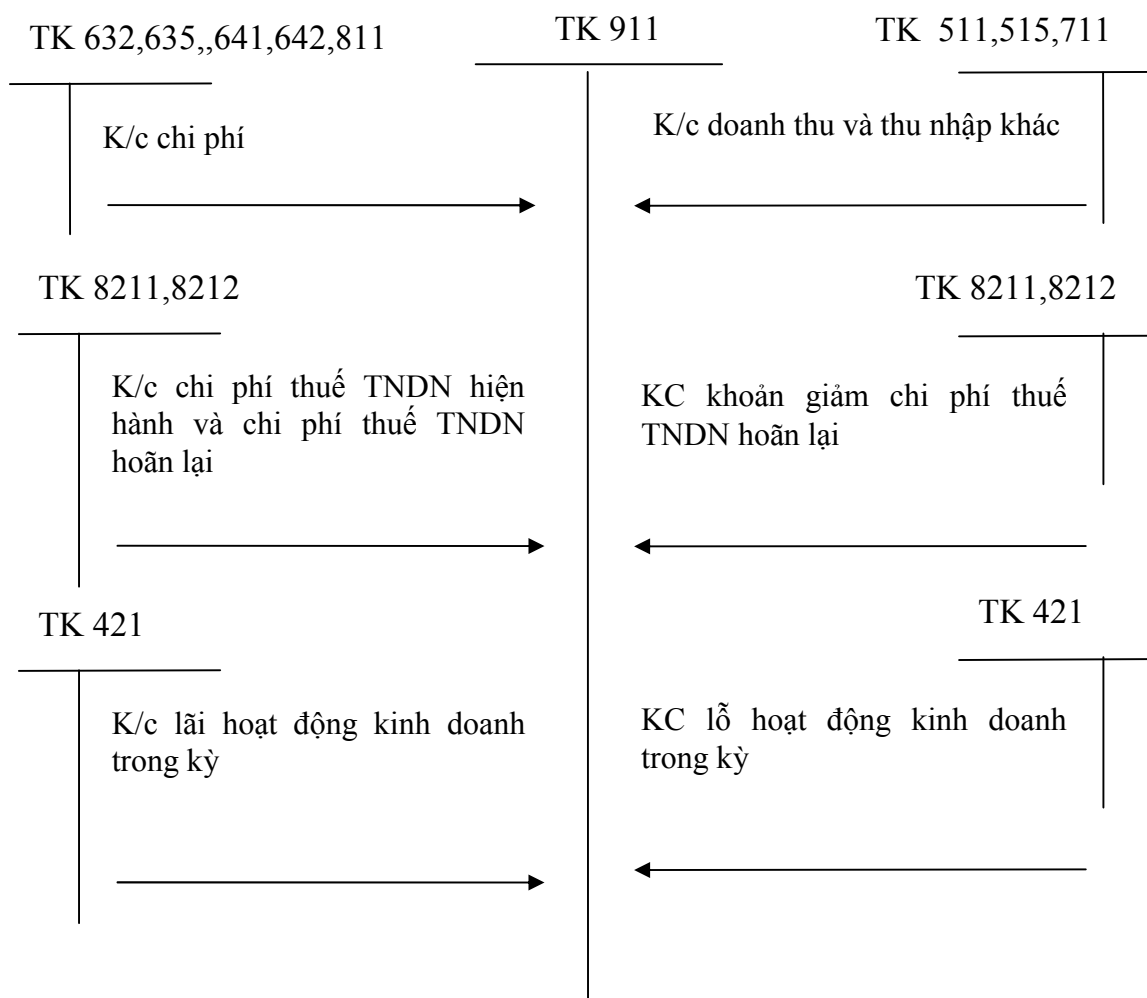 TK 632,635,,641,642,811
TK 911
TK 511,515,711
K/c chi phí
K/c doanh thu và thu nhập khác
TK 8211,8212
TK 8211,8212
K/c chi phí thuế TNDN hiện
hành và chi phí thuế TNDN
hoãn lại
KC khoản giảm chi phí thuế
TNDN hoãn lại
TK 421
TK 421
K/c lãi hoạt động kinh doanh
trong kỳ
KC lỗ hoạt động kinh doanh
trong kỳ